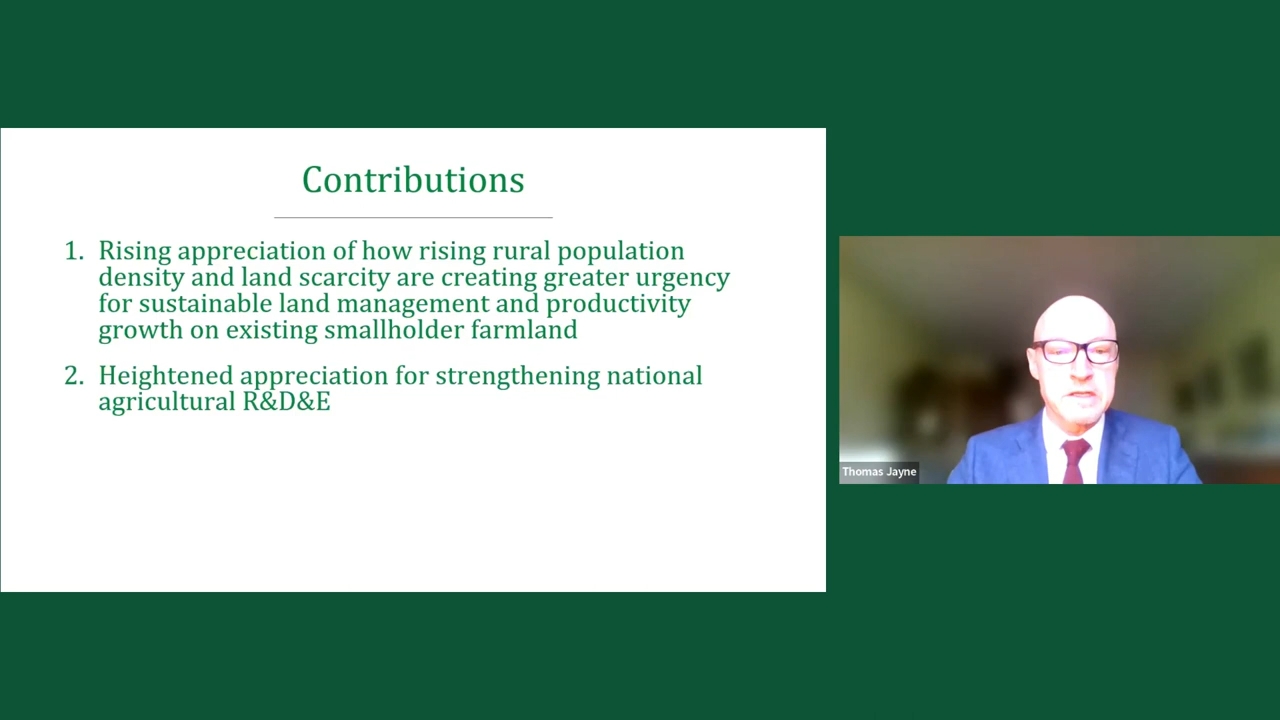 Contributions
1. Rising appreciation of how rising rural population
density and land scarcity are creating greater urgency
for sustainable land management and productivity
growth on existing smallholder farmland
2. Heightened appreciation for strengthening national
agricultural R&D&E
Thomas Jayne